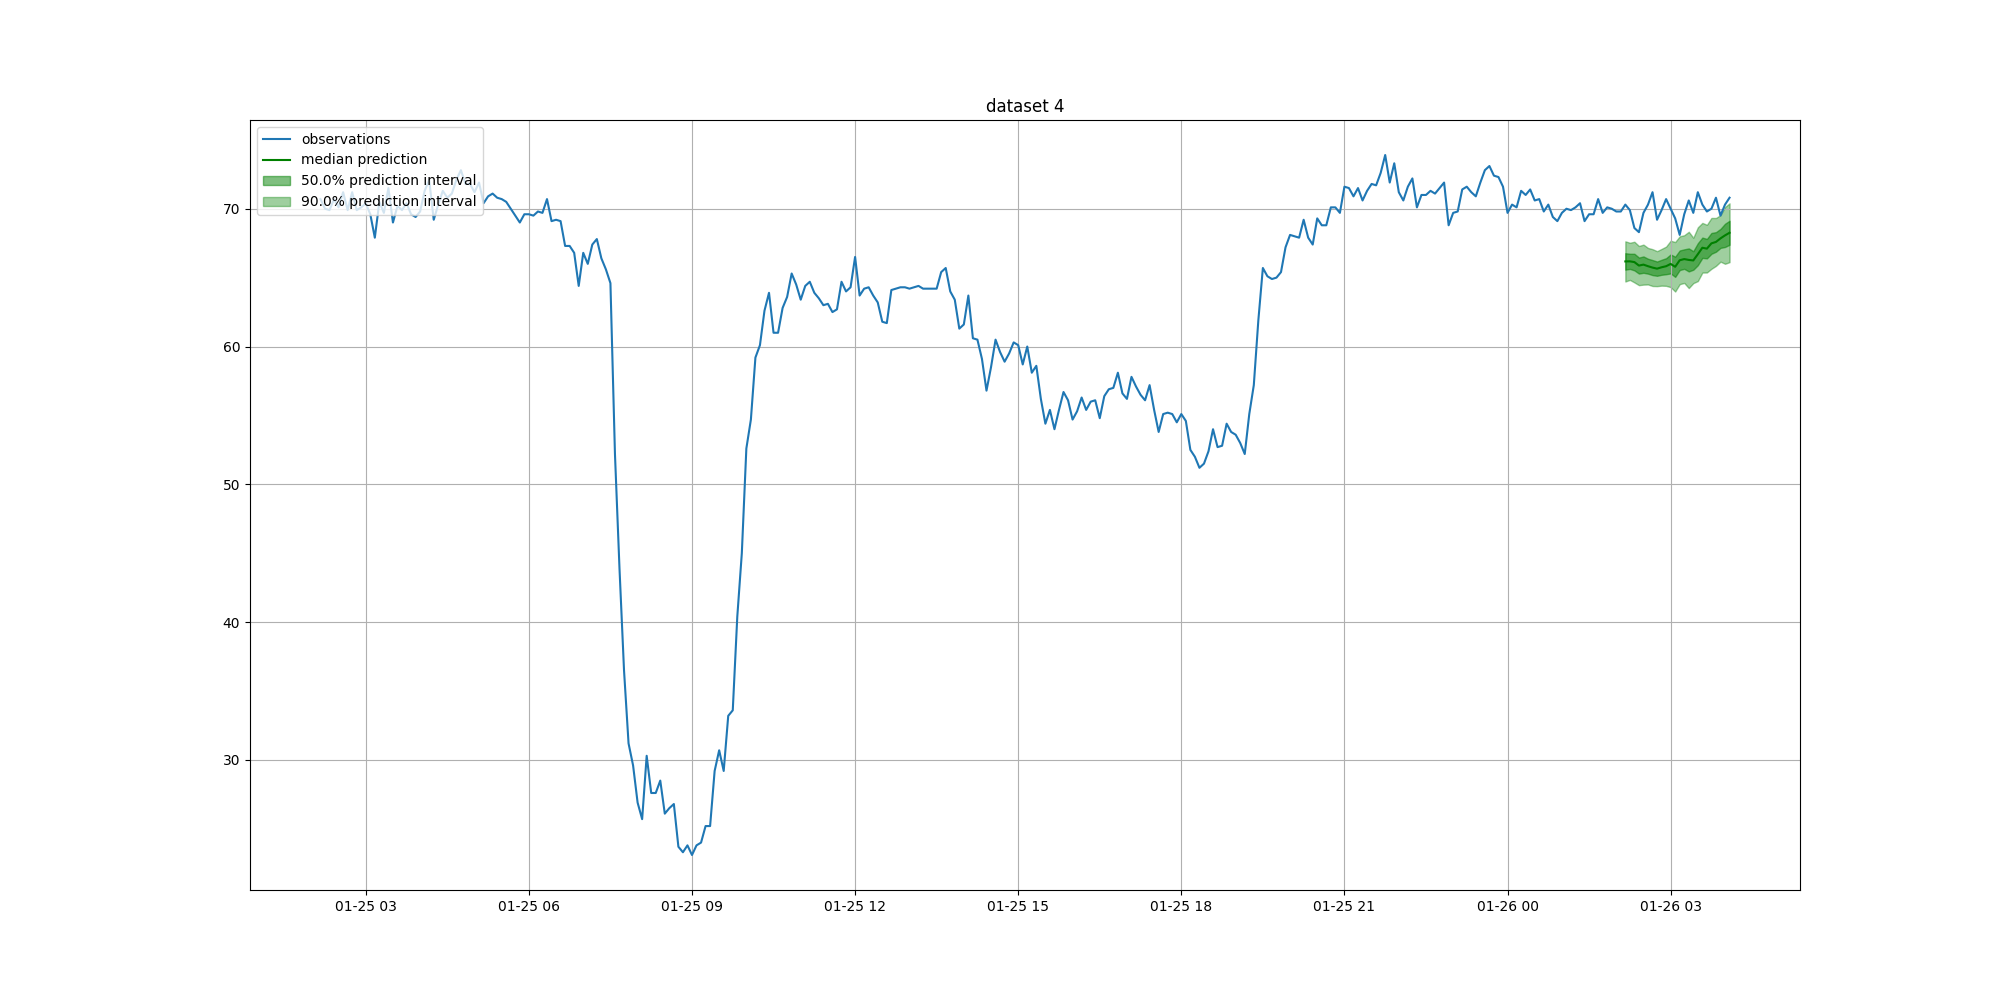 dataset 4
observations
median prediction
50.0% prediction interval
90.0% prediction interval
70
60
50
40
30
01-25 03
01-25 06
01-25 09
01-25 12
01-25 15
01-25 18
01-25 21
01-26 00
01-26 03